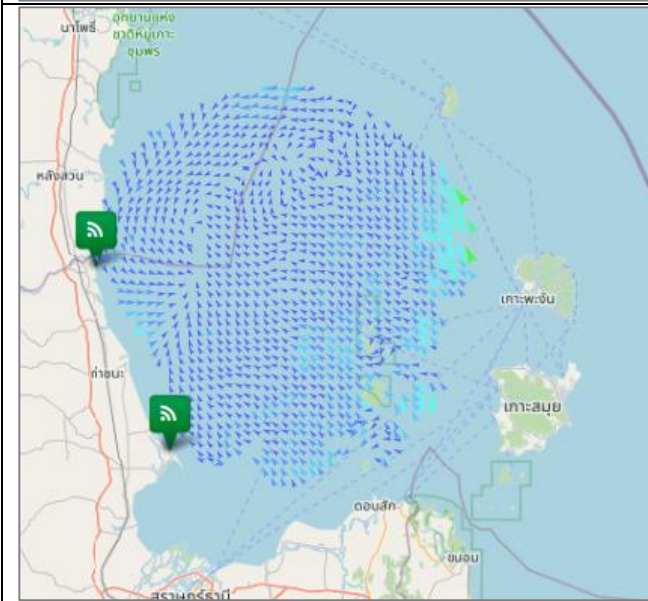 อุทยานแห่ง
ชาติหมู่เกาะ
ชุมพร
นาโพธิ์
หลังสวน
เกาะพะงัน
ท่าชนะ
เกาะสมุย
ดอนสัก
ขนอม
สุราษฎร์ธานี